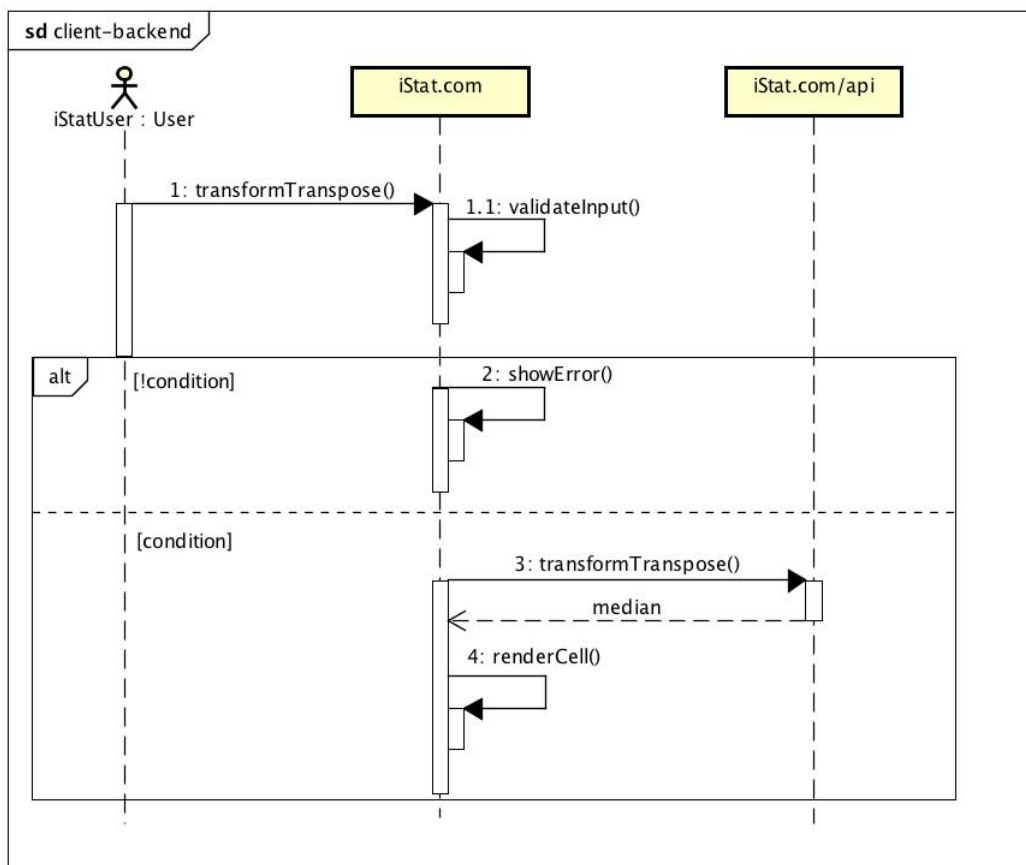 sd client-backend
iStatUser : User
iStat.com
iStat.com/api
1: transformTranspose()
1.1: validateInput()
alt
[!condition]
2: showError()
[condition]
3: transformTranspose()
median
4: renderCell()